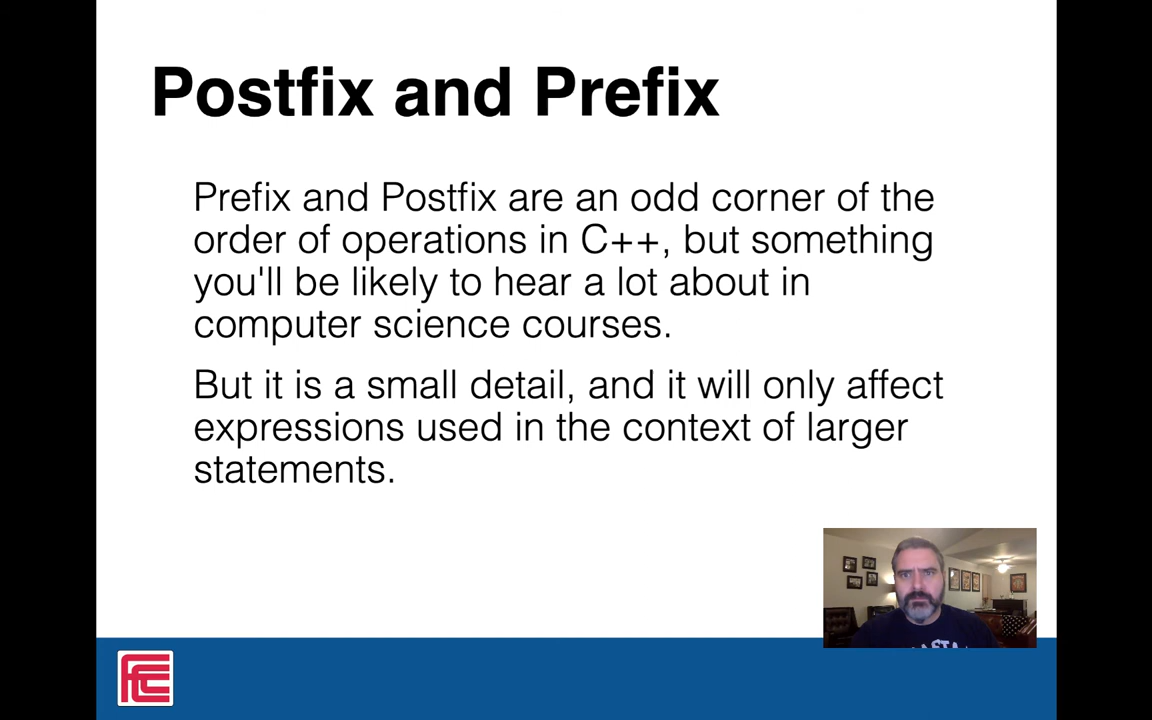 Postfix and Prefix
Prefix and Postfix are an odd corner of the
order of operations in C++, but something
you'll be likely to hear a lot about in
computer science courses.
But it is a small detail, and it will only affect
expressions used in the context of larger
statements.